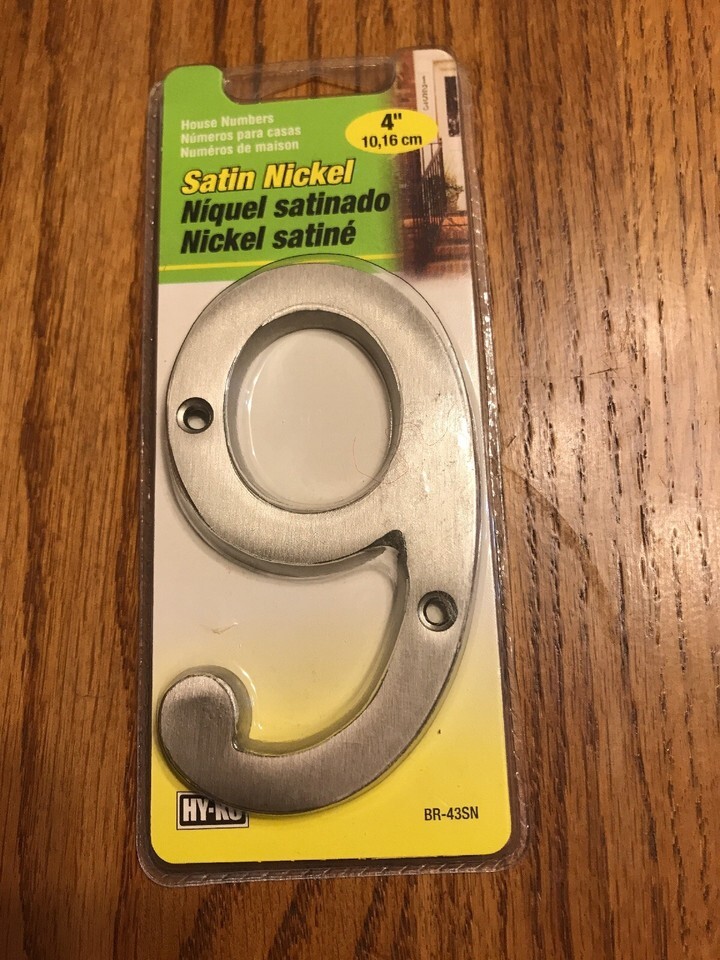 House Numbers
Números para casas
Numéros de maison
4"
10,16 cm
Satin Nickel
Níquel satinado
Nickel satiné
9
BR-43SN